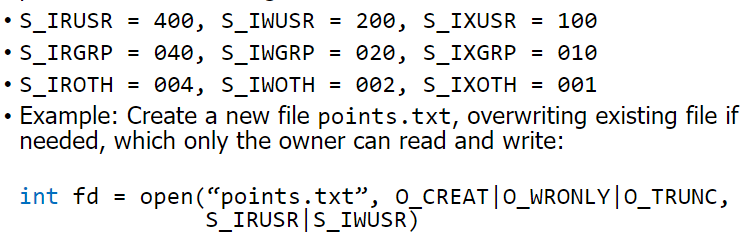 • S_IRUSR = 400, S_IWUSR = 200, S_IXUSR = 100
• S_IRGRP = 040, S_IWGRP = 020, S_IXGRP = 010
• S_IROTH = 004, S_IWOTH = 002, S_IXOTH = 001
• Example: Create a new file points.txt, overwriting existing file if
needed, which only the owner can read and write:
int fd = open(“points.txt”, O_CREAT|O_WRONLY|O_TRUNC,
S_IRUSR|S_IWUSR)